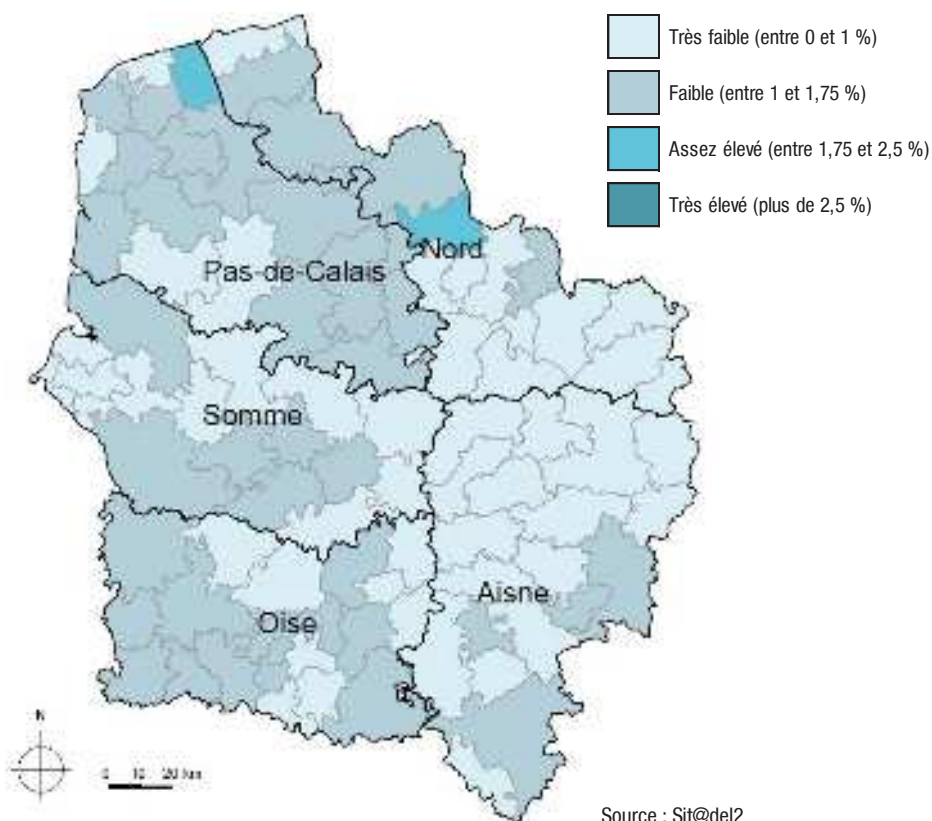 Très faible (entre 0 et 1 %)
Faible (entre 1 et 1,75 %)
Assez élevé (entre 1,75 et 2,5 %)
Très élevé (plus de 2,5 %)
Nord
Pas-de-Calais
Somme
Aisne
Oise
N
0 10 20 km
Source : Sit@del2